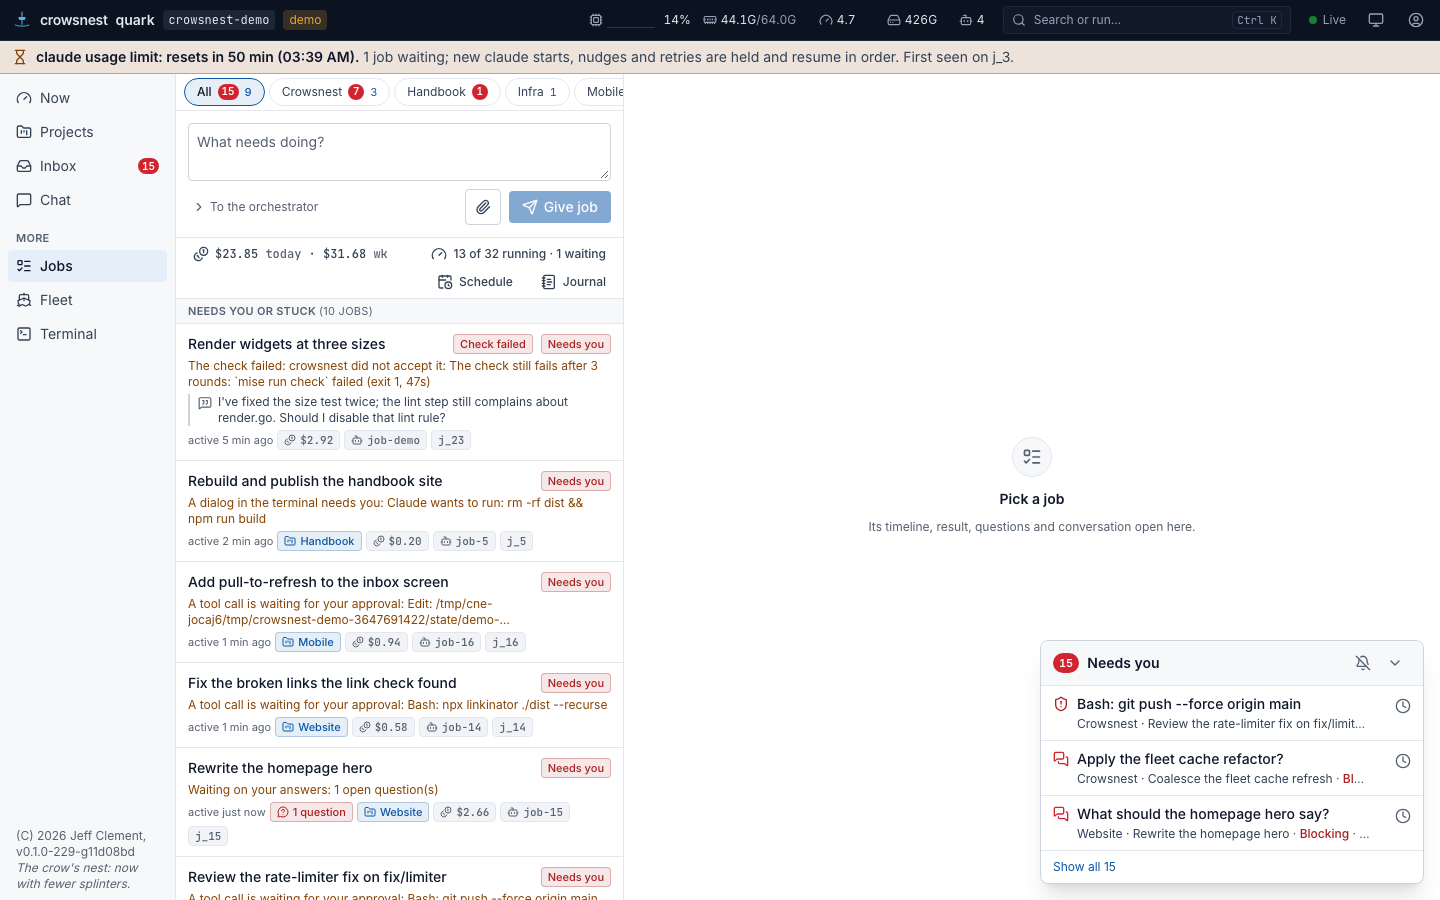 crowsnest quark crowsnest-demo demo 14% 44.1G/64.0G 4.7 426G 4 Search or run... Ctrl K Live
claude usage limit: resets in 50 min (03:39 AM). 1 job waiting; new claude starts, nudges and retries are held and resume in order. First seen on j_3.
Now
Projects
Inbox 15
Chat
MORE
Jobs
Fleet
Terminal
(C) 2026 Jeff Clement,
v0.1.0-229-g11d08bd
The crow's nest: now
with fewer splinters.
All 15 9 Crowsnest 7 3 Handbook 1 Infra 1 Mobile
What needs doing?
To the orchestrator Give job
$23.85 today · $31.68 wk 13 of 32 running · 1 waiting
Schedule Journal
NEEDS YOU OR STUCK (10 JOBS)
Render widgets at three sizes Check failed Needs you
The check failed: crowsnest did not accept it: The check still fails after 3
rounds: `mise run check` failed (exit 1, 47s)
I've fixed the size test twice; the lint step still complains about
render.go. Should I disable that lint rule?
active 5 min ago $2.92 job-demo j_23
Rebuild and publish the handbook site Needs you
A dialog in the terminal needs you: Claude wants to run: rm -rf dist &&
npm run build
active 2 min ago Handbook $0.20 job-5 j_5
Add pull-to-refresh to the inbox screen Needs you
A tool call is waiting for your approval: Edit: /tmp/cne-
jocaj6/tmp/crowsnest-demo-3647691422/state/demo-...
active 1 min ago Mobile $0.94 job-16 j_16
Fix the broken links the link check found Needs you
A tool call is waiting for your approval: Bash: npx linkinator ./dist --recurse
active 1 min ago Website $0.58 job-14 j_14
Rewrite the homepage hero Needs you
Waiting on your answers: 1 open question(s)
active just now 1 question Website $2.66 job-15
j_15
Review the rate-limiter fix on fix/limiter Needs you
A tool call is waiting for your approval: Bash: git push --force origin main
Pick a job
Its timeline, result, questions and conversation open here.
15 Needs you
Bash: git push --force origin main
Crowsnest · Review the rate-limiter fix on fix/limit...
Apply the fleet cache refactor?
Crowsnest · Coalesce the fleet cache refresh · Bl...
What should the homepage hero say?
Website · Rewrite the homepage hero · Blocking · ...
Show all 15